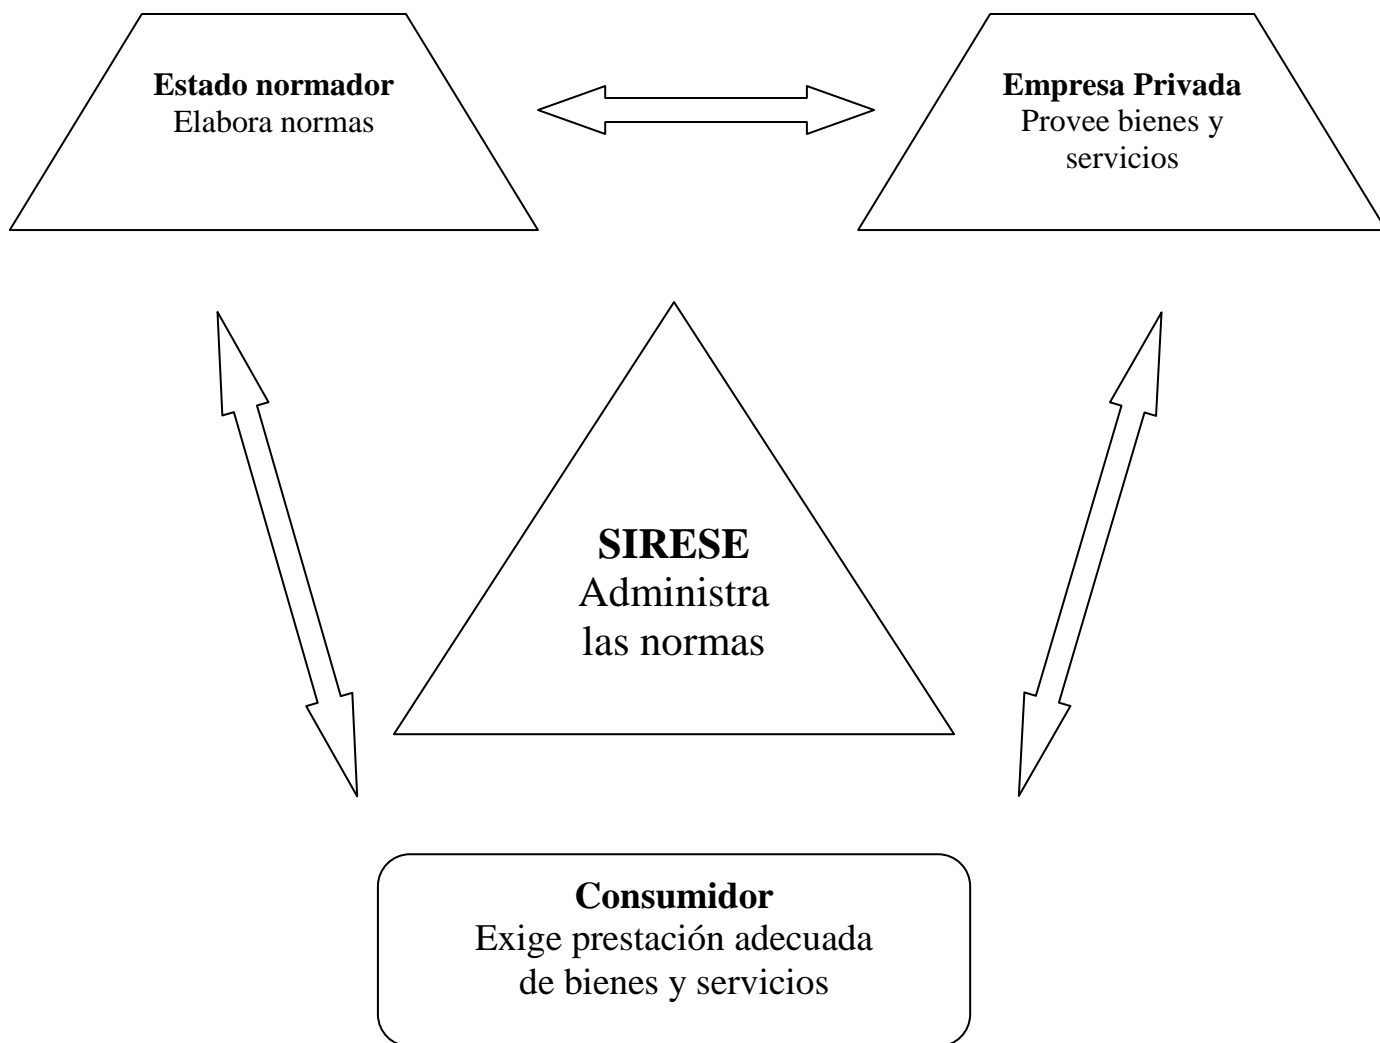 Estado normador
Elabora normas
Empresa Privada
Provee bienes y
servicios
SIRESE
Administra
las normas
Consumidor
Exige prestación adecuada
de bienes y servicios